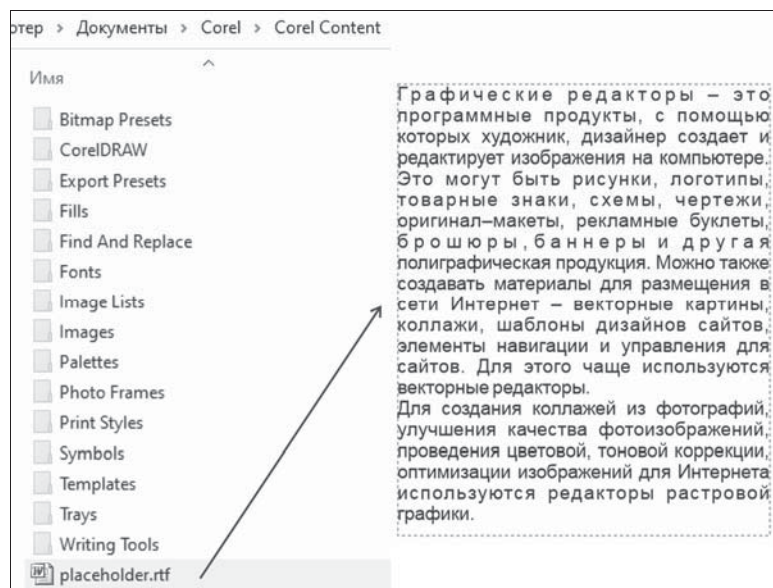 отер > Документы > Corel > Corel Content
Имя
Bitmap Presets
CorelDRAW
Export Presets
Fills
Find And Replace
Fonts
Image Lists
Images
Palettes
Photo Frames
Print Styles
Symbols
Templates
Trays
Writing Tools
placeholder.rtf
Графические редакторы – это
программные продукты, с помощью
которых художник, дизайнер создает и
редактирует изображения на компьютере.
Это могут быть рисунки, логотипы,
товарные знаки, схемы, чертежи,
оригинал–макеты, рекламные буклеты,
брошюры,баннеры и другая
полиграфическая продукция. Можно также
создавать материалы для размещения в
сети Интернет – векторные картины,
коллажи, шаблоны дизайнов сайтов,
элементы навигации и управления для
сайтов. Для этого чаще используются
векторные редакторы.
Для создания коллажей из фотографий,
улучшения качества фотоизображений,
проведения цветовой, тоновой коррекции,
оптимизации изображений для Интернета
используются редакторы растровой
графики.